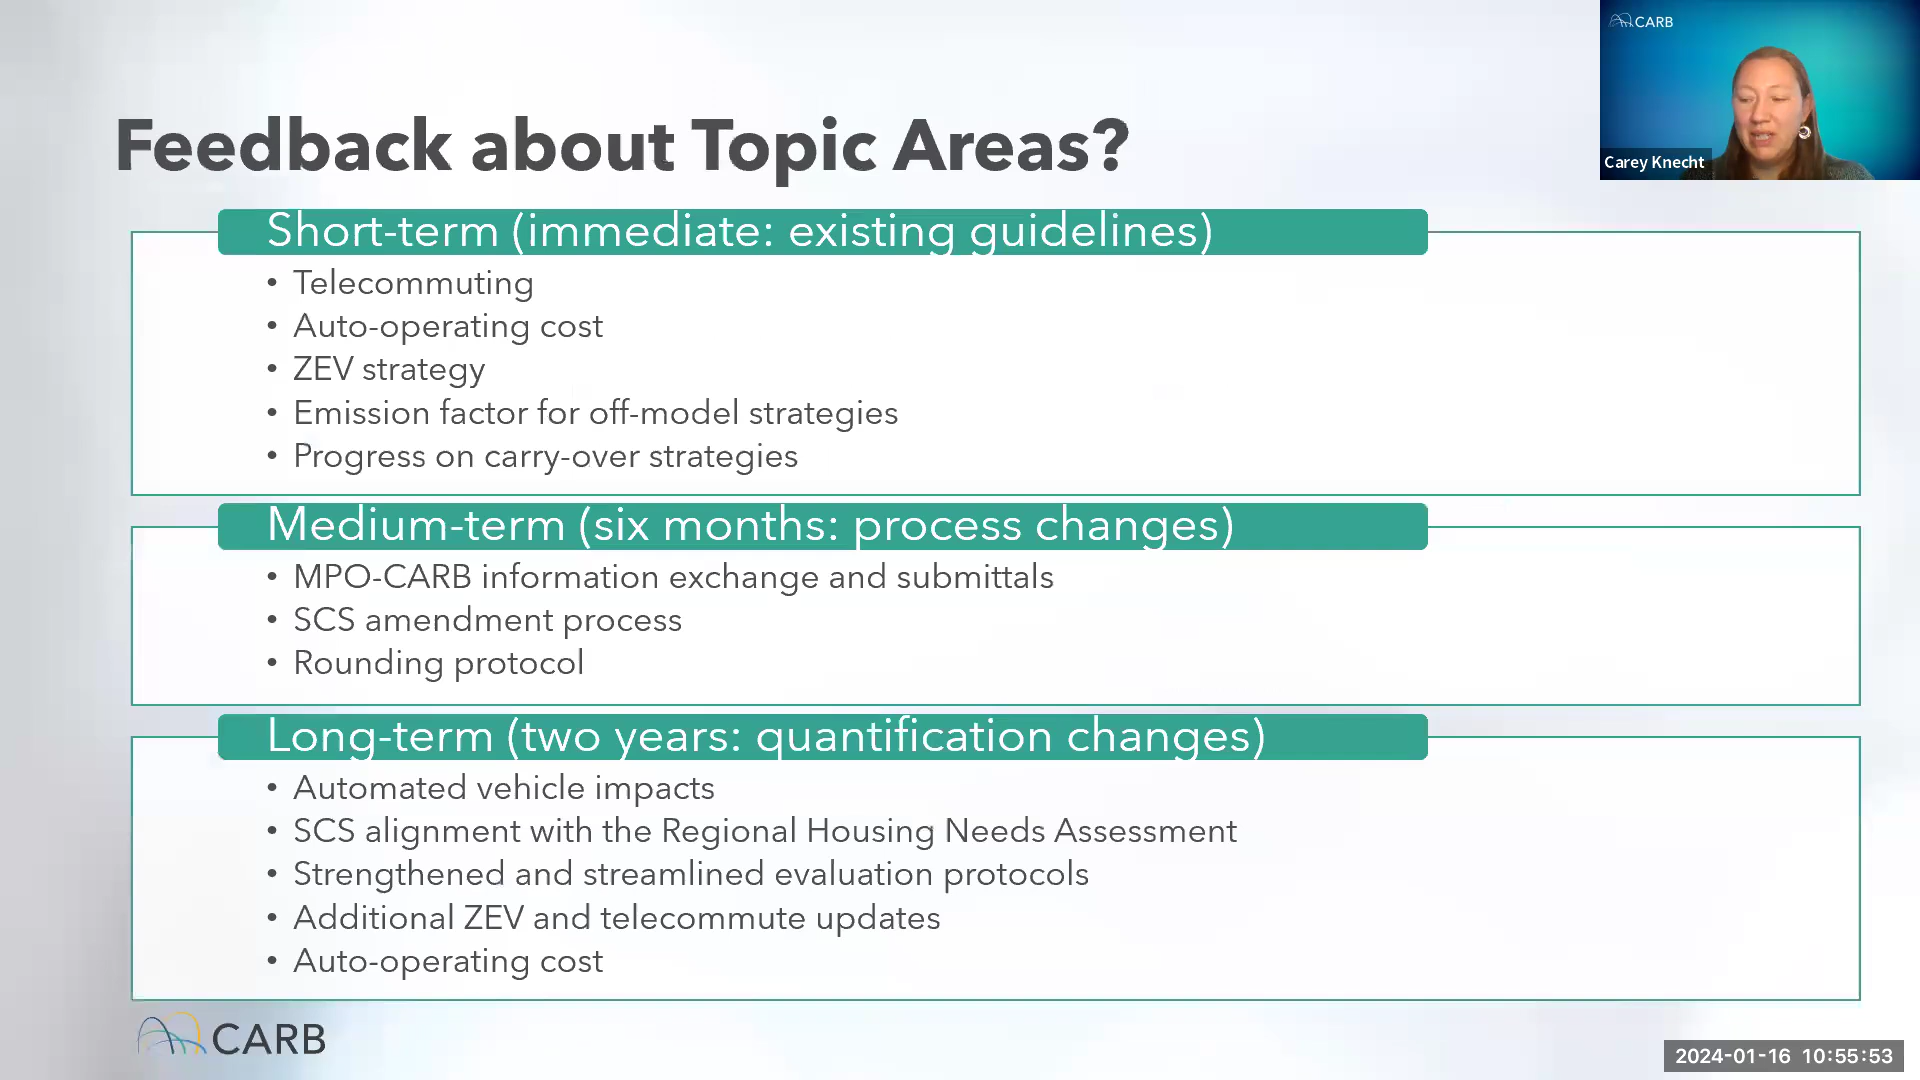 CARB
Feedback about Topic Areas?
Carey Knecht
Short-term (immediate: existing guidelines)
• Telecommuting
• Auto-operating cost
• ZEV strategy
• Emission factor for off-model strategies
• Progress on carry-over strategies
Medium-term (six months: process changes)
• MPO-CARB information exchange and submittals
• SCS amendment process
• Rounding protocol
Long-term (two years: quantification changes)
• Automated vehicle impacts
• SCS alignment with the Regional Housing Needs Assessment
• Strengthened and streamlined evaluation protocols
• Additional ZEV and telecommute updates
• Auto-operating cost
CARB
2024-01-16 10:55:53